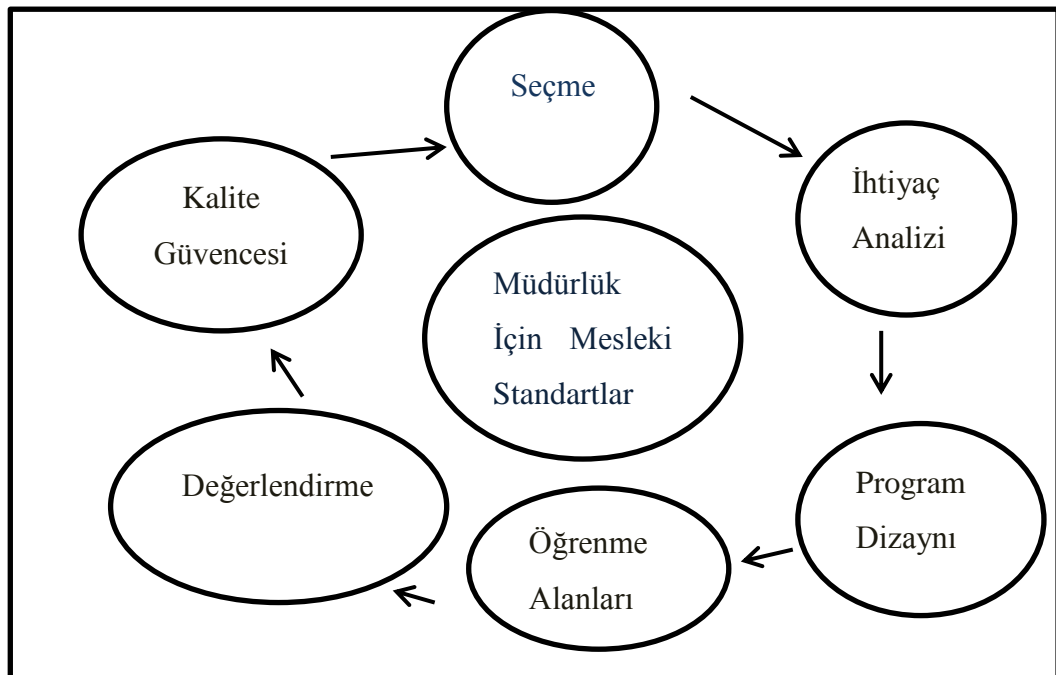 Seçme
İhtiyaç
Analizi
Kalite
Güvencesi
Müdürlük
İçin Mesleki
Standartlar
Program
Dizaynı
Öğrenme
Alanları
Değerlendirme